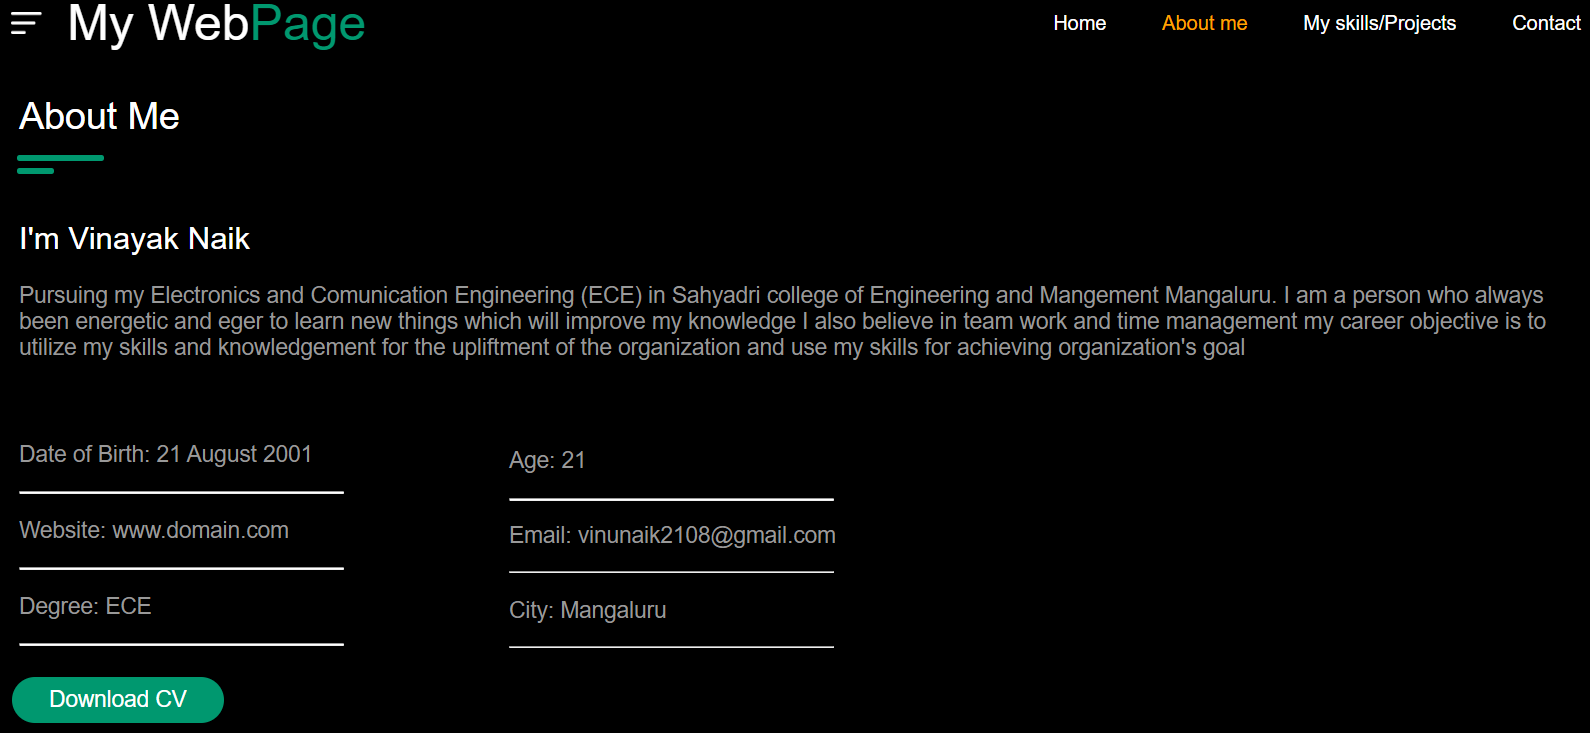 My WebPage
Home
About me
My skills/Projects
Contact
About Me
I'm Vinayak Naik
Pursuing my Electronics and Comunication Engineering (ECE) in Sahyadri college of Engineering and Mangement Mangaluru. I am a person who always
been energetic and eger to learn new things which will improve my knowledge I also believe in team work and time management my career objective is to
utilize my skills and knowledgement for the upliftment of the organization and use my skills for achieving organization's goal
Date of Birth: 21 August 2001
Age: 21
Website: www.domain.com
Email: vinunaik2108@gmail.com
Degree: ECE
City: Mangaluru
Download CV